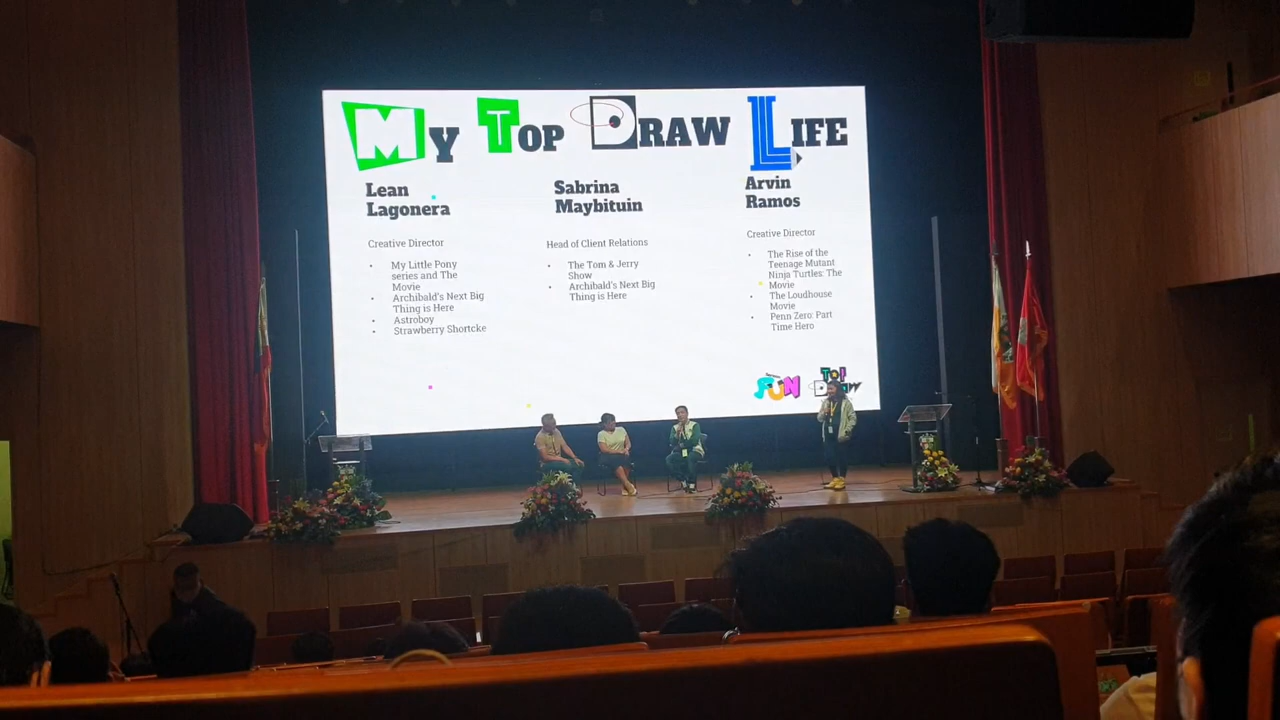 My Top Draw Life
Lean
Lagonera
Creative Director
• My Little Pony
series and The
Movie
• Archibald's Next Big
Thing is Here
• Astroboy
• Strawberry Shortcke
Sabrina
Maybituin
Head of Client Relations
• The Tom & Jerry
Show
• Archibald's Next Big
Thing is Here
Arvin
Ramos
Creative Director
• The Rise of the
Teenage Mutant
Ninja Turtles: The
Movie
• The Loudhouse
Movie
• Penn Zero: Part
Time Hero
FUN
TOP
DRAW